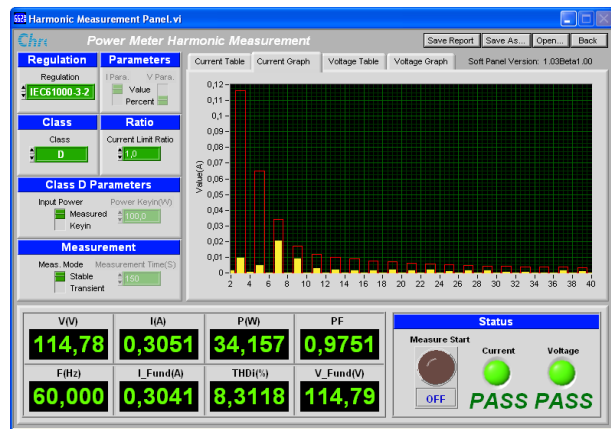 Harmonic Measurement Panel.vi
Chr
Power Meter Harmonic Measurement
Save Report Save As... Open... Back
Current Table Current Graph Voltage Table Voltage Graph Soft Panel Version: 1.03Beta1.00
Regulation
Regulation
IEC61000-3-2
Parameters
I Para. V Para.
Value
Percent
Class
Class
D
Ratio
Current Limit Ratio
1,0
Class D Parameters
Input Power Power Keyin(W)
Measured 100,0
Keyin
Measurement
Meas. Mode Measurement Time(S)
Stable 150
Transient
Value(A)
0,12
0,11
0,1
0,09
0,08
0,07
0,06
0,05
0,04
0,03
0,02
0,01
0
2 4 6 8 10 12 14 16 18 20 22 24 26 28 30 32 34 36 38 40
V(V) I(A) P(W) PF
114,78 0,3051 34,157 0,9751
F(Hz) I_Fund(A) THDi(%) V_Fund(V)
60,000 0,3041 8,3118 114,79
Status
Measure Start Current Voltage
OFF PASS PASS